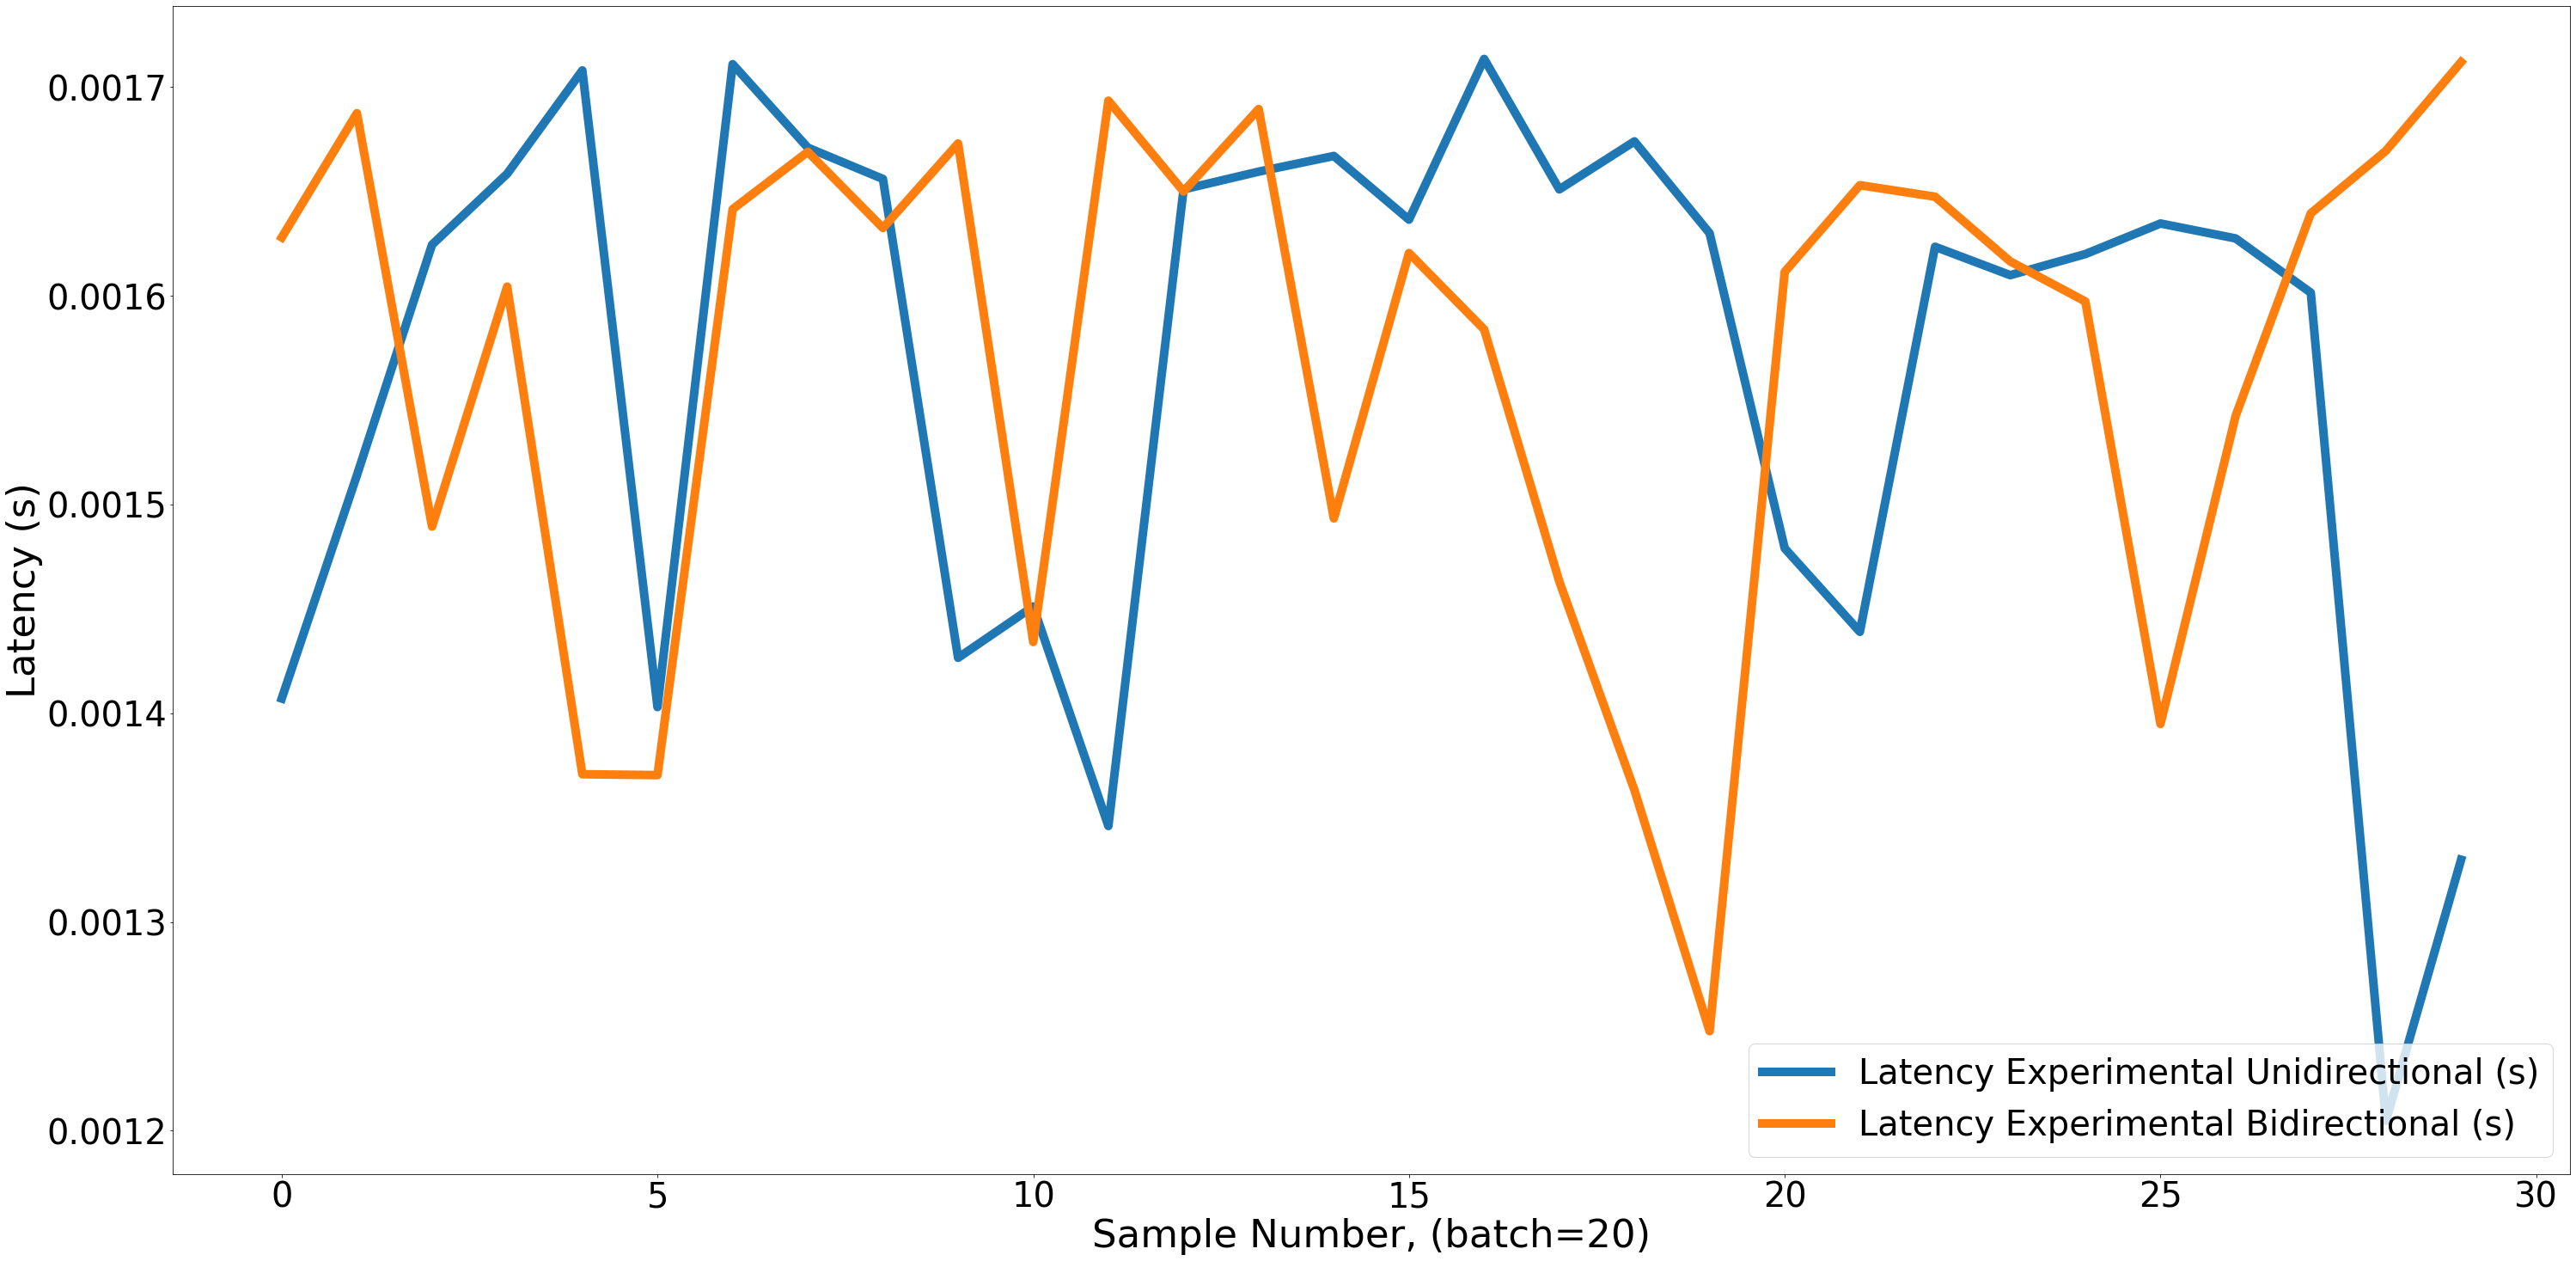 Latency (s)
0.0017
0.0016
0.0015
0.0014
0.0013
0.0012
Latency Experimental Unidirectional (s)
Latency Experimental Bidirectional (s)
0 5 10 15 20 25 30
Sample Number, (batch=20)